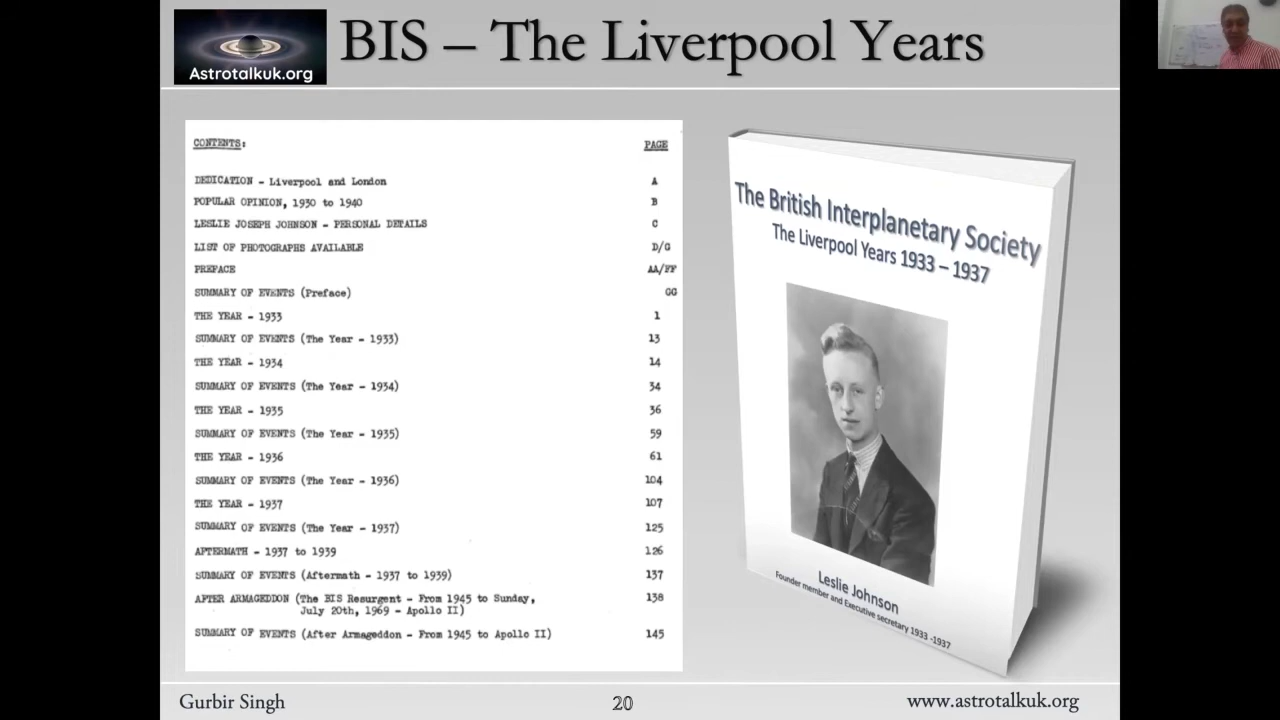 Astrotalkuk.org
BIS – The Liverpool Years
CONTENTS:
PAGE
DEDICATION - Liverpool and London A
POPULAR OPINION, 1930 to 1940 B
LESLIE JOSEPH JOHNSON - PERSONAL DETAILS C
LIST OF PHOTOGRAPHS AVAILABLE D/G
PREFACE AA/FF
SUMMARY OF EVENTS (Preface) GG
THE YEAR - 1933 1
SUMMARY OF EVENTS (The Year - 1933) 13
THE YEAR - 1934 14
SUMMARY OF EVENTS (The Year - 1934) 34
THE YEAR - 1935 36
SUMMARY OF EVENTS (The Year - 1935) 59
THE YEAR - 1936 61
SUMMARY OF EVENTS (The Year - 1936) 104
THE YEAR - 1937 107
SUMMARY OF EVENTS (The Year - 1937) 125
AFTERMATH - 1937 to 1939 126
SUMMARY OF EVENTS (Aftermath - 1937 to 1939) 137
AFTER ARMAGEDDON (The BIS Resurgent - From 1945 to Sunday, 138
July 20th, 1969 - Apollo II)
SUMMARY OF EVENTS (After Armageddon - From 1945 to Apollo II) 145
The British Interplanetary Society
The Liverpool Years 1933 – 1937
Leslie Johnson
Founder member and Executive secretary 1933 -1937
Gurbir Singh
20
www.astrotalkuk.org